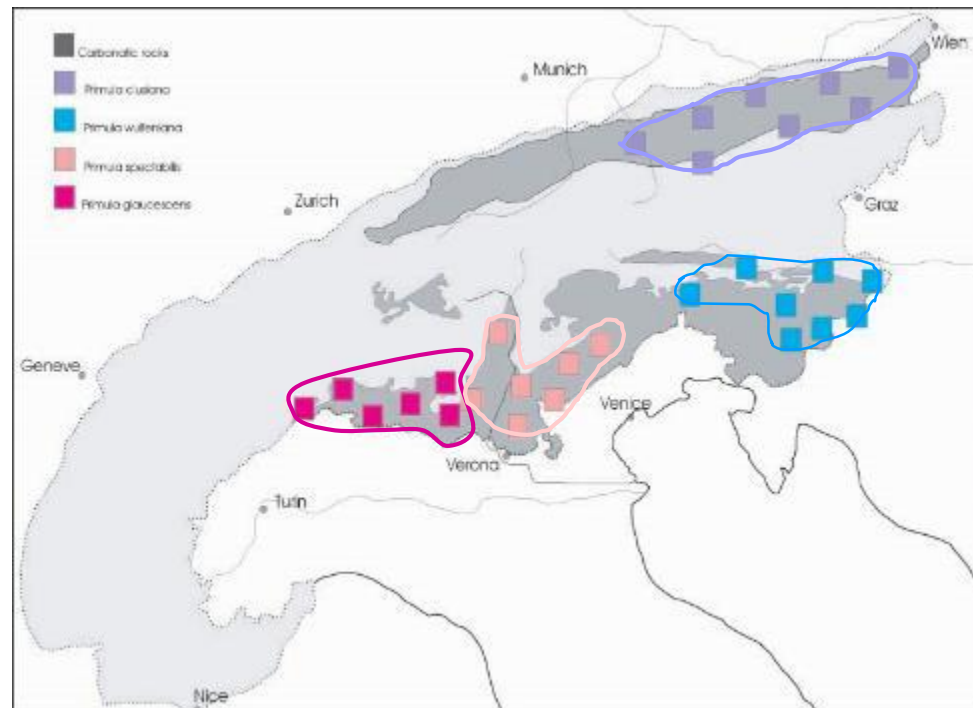 Carbonatic rocks
Primula clusiana
Primula wulfeniana
Primula spectabilis
Primula glaucescens
Wien
Munich
Zurich
Graz
Geneve
Venice
Verona
Turin
Nice